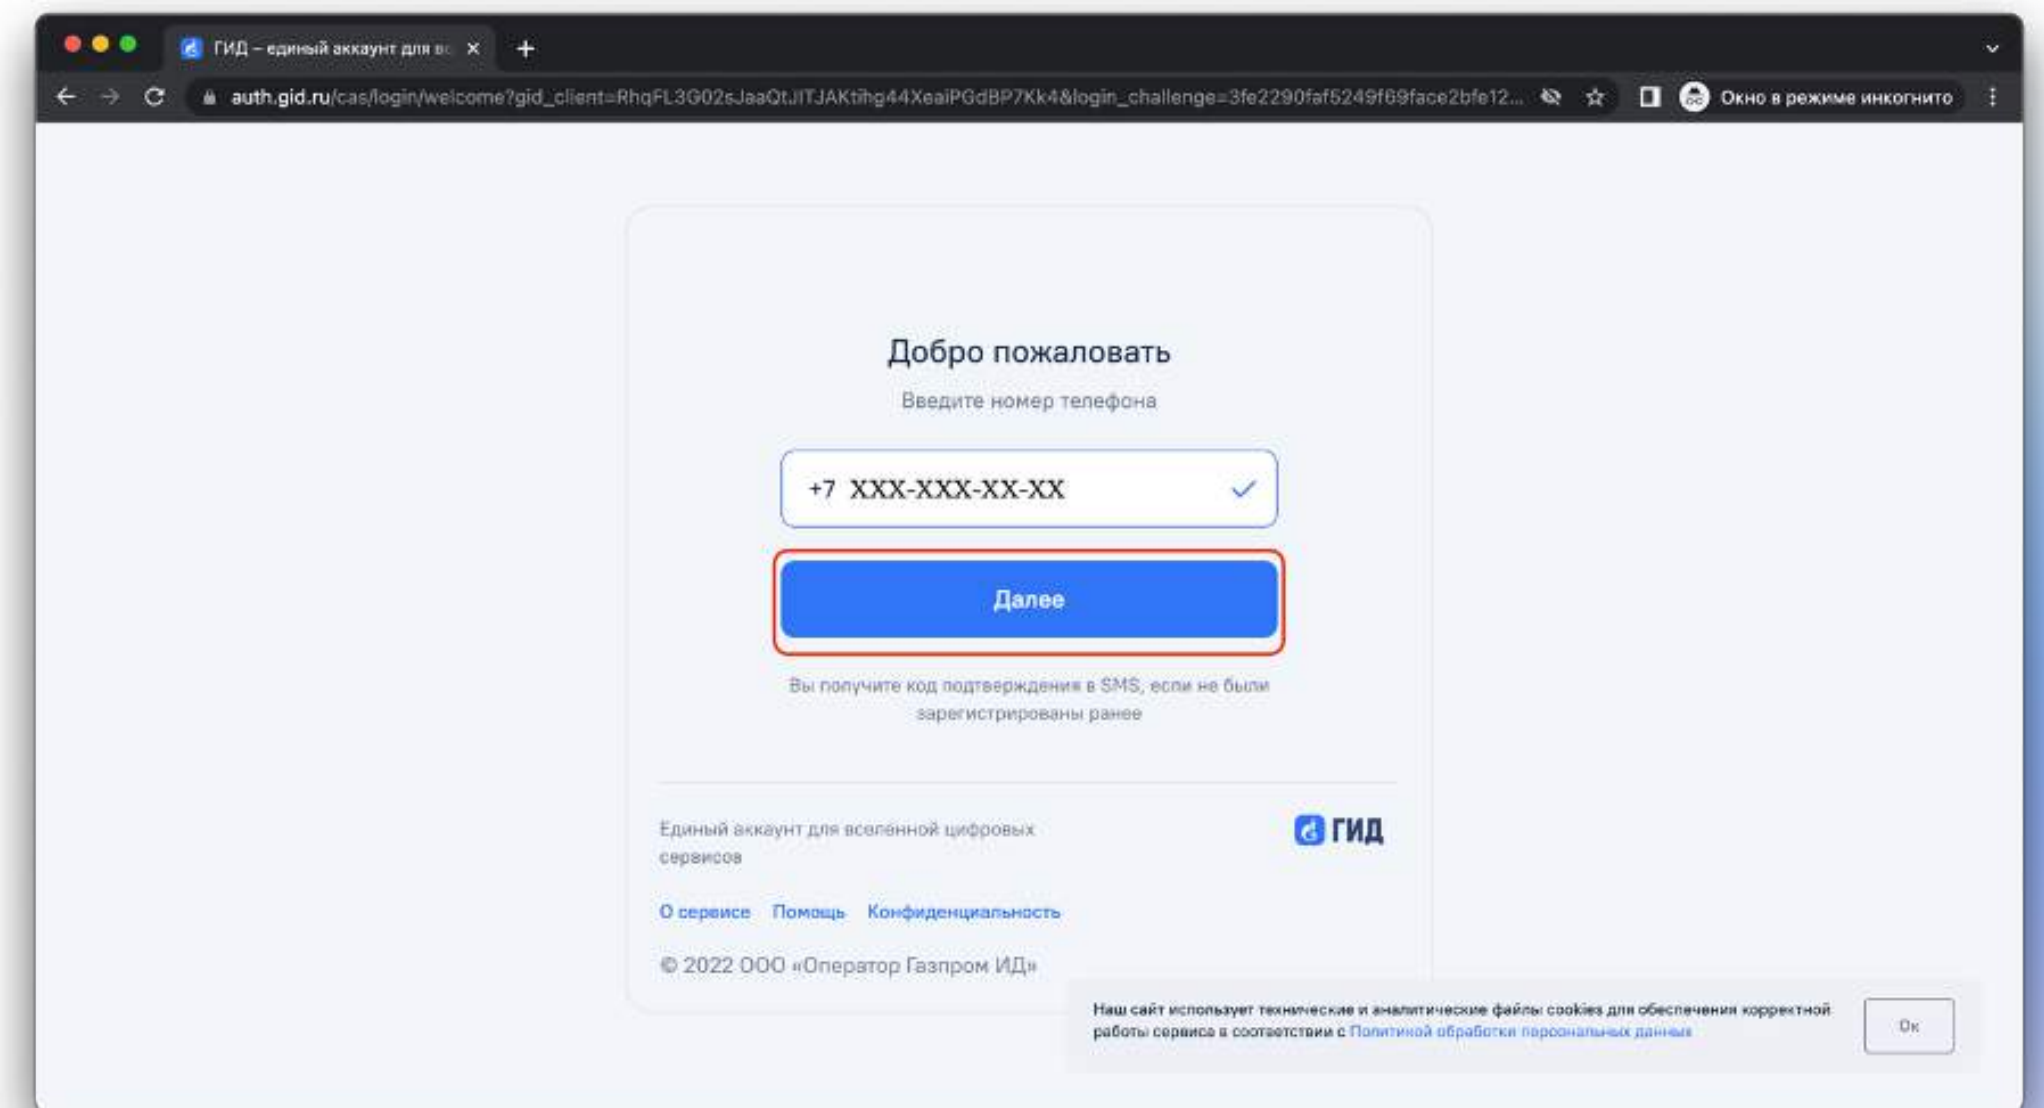 ГИД – единый аккаунт для вс
auth.gid.ru/cas/login/welcome?gid_client=RhqFL3G02sJaaQtJITJAKtihg44XeaiPGdBP7Kk4&login_challenge=3fe2290faf5249f69face2bfe12...
Окно в режиме инкогнито
Добро пожаловать
Введите номер телефона
+7 XXX-XXX-XX-XX
Далее
Вы получите код подтверждения в SMS, если не были
зарегистрированы ранее
Единый аккаунт для вселенной цифровых
сервисов
ГИД
О сервисе Помощь Конфиденциальность
© 2022 ООО «Оператор Газпром ИД»
Наш сайт использует технические и аналитические файлы cookies для обеспечения корректной
работы сервиса в соответствии с Политикой обработки персональных данных
Ок